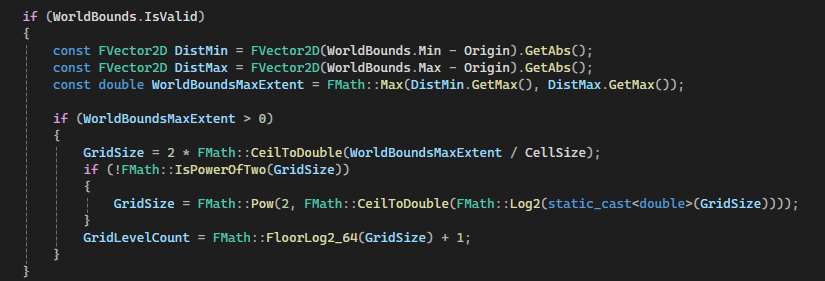 if (WorldBounds.IsValid)
{
    const FVector2D DistMin = FVector2D(WorldBounds.Min - Origin).GetAbs();
    const FVector2D DistMax = FVector2D(WorldBounds.Max - Origin).GetAbs();
    const double WorldBoundsMaxExtent = FMath::Max(DistMin.GetMax(), DistMax.GetMax());

    if (WorldBoundsMaxExtent > 0)
    {
        GridSize = 2 * FMath::CeilToDouble(WorldBoundsMaxExtent / CellSize);
        if (!FMath::IsPowerOfTwo(GridSize))
        {
            GridSize = FMath::Pow(2, FMath::CeilToDouble(FMath::Log2(static_cast<double>(GridSize))));
        }
        GridLevelCount = FMath::FloorLog2_64(GridSize) + 1;
    }
}